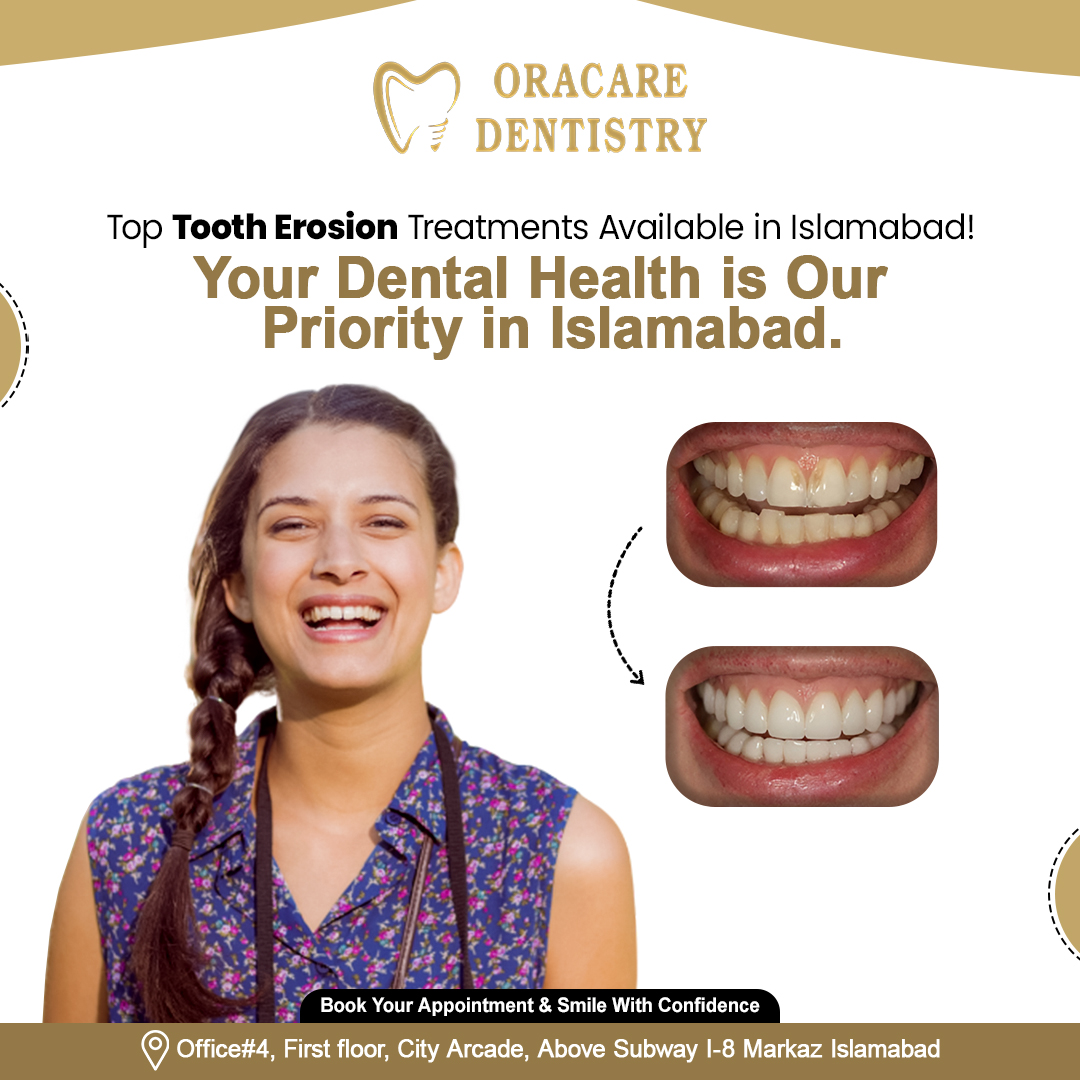 ORACARE
DENTISTRY
Top Tooth Erosion Treatments Available in Islamabad!
Your Dental Health is Our
Priority in Islamabad.
Book Your Appointment & Smile With Confidence
Office#4, First floor, City Arcade, Above Subway I-8 Markaz Islamabad